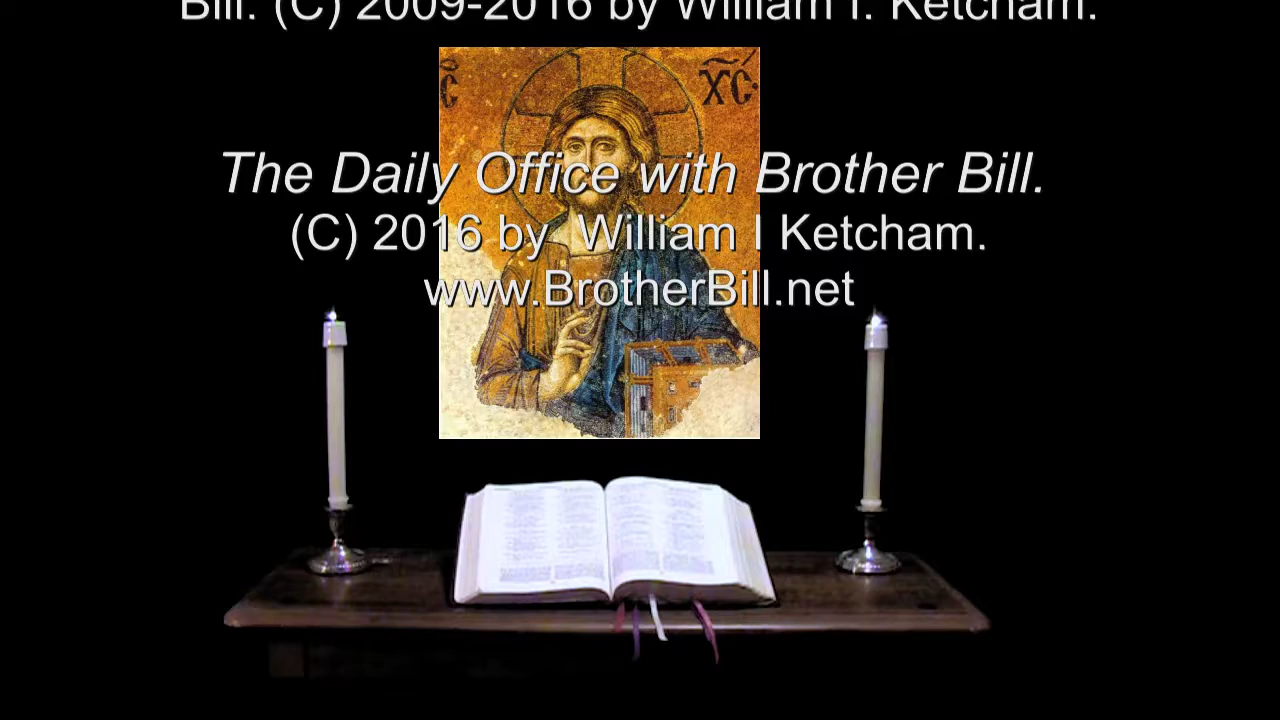 Bill. (C) 2009-2016 by William I. Ketcham.
XC
The Daily Office with Brother Bill.
(C) 2016 by William I Ketcham.
www.BrotherBill.net